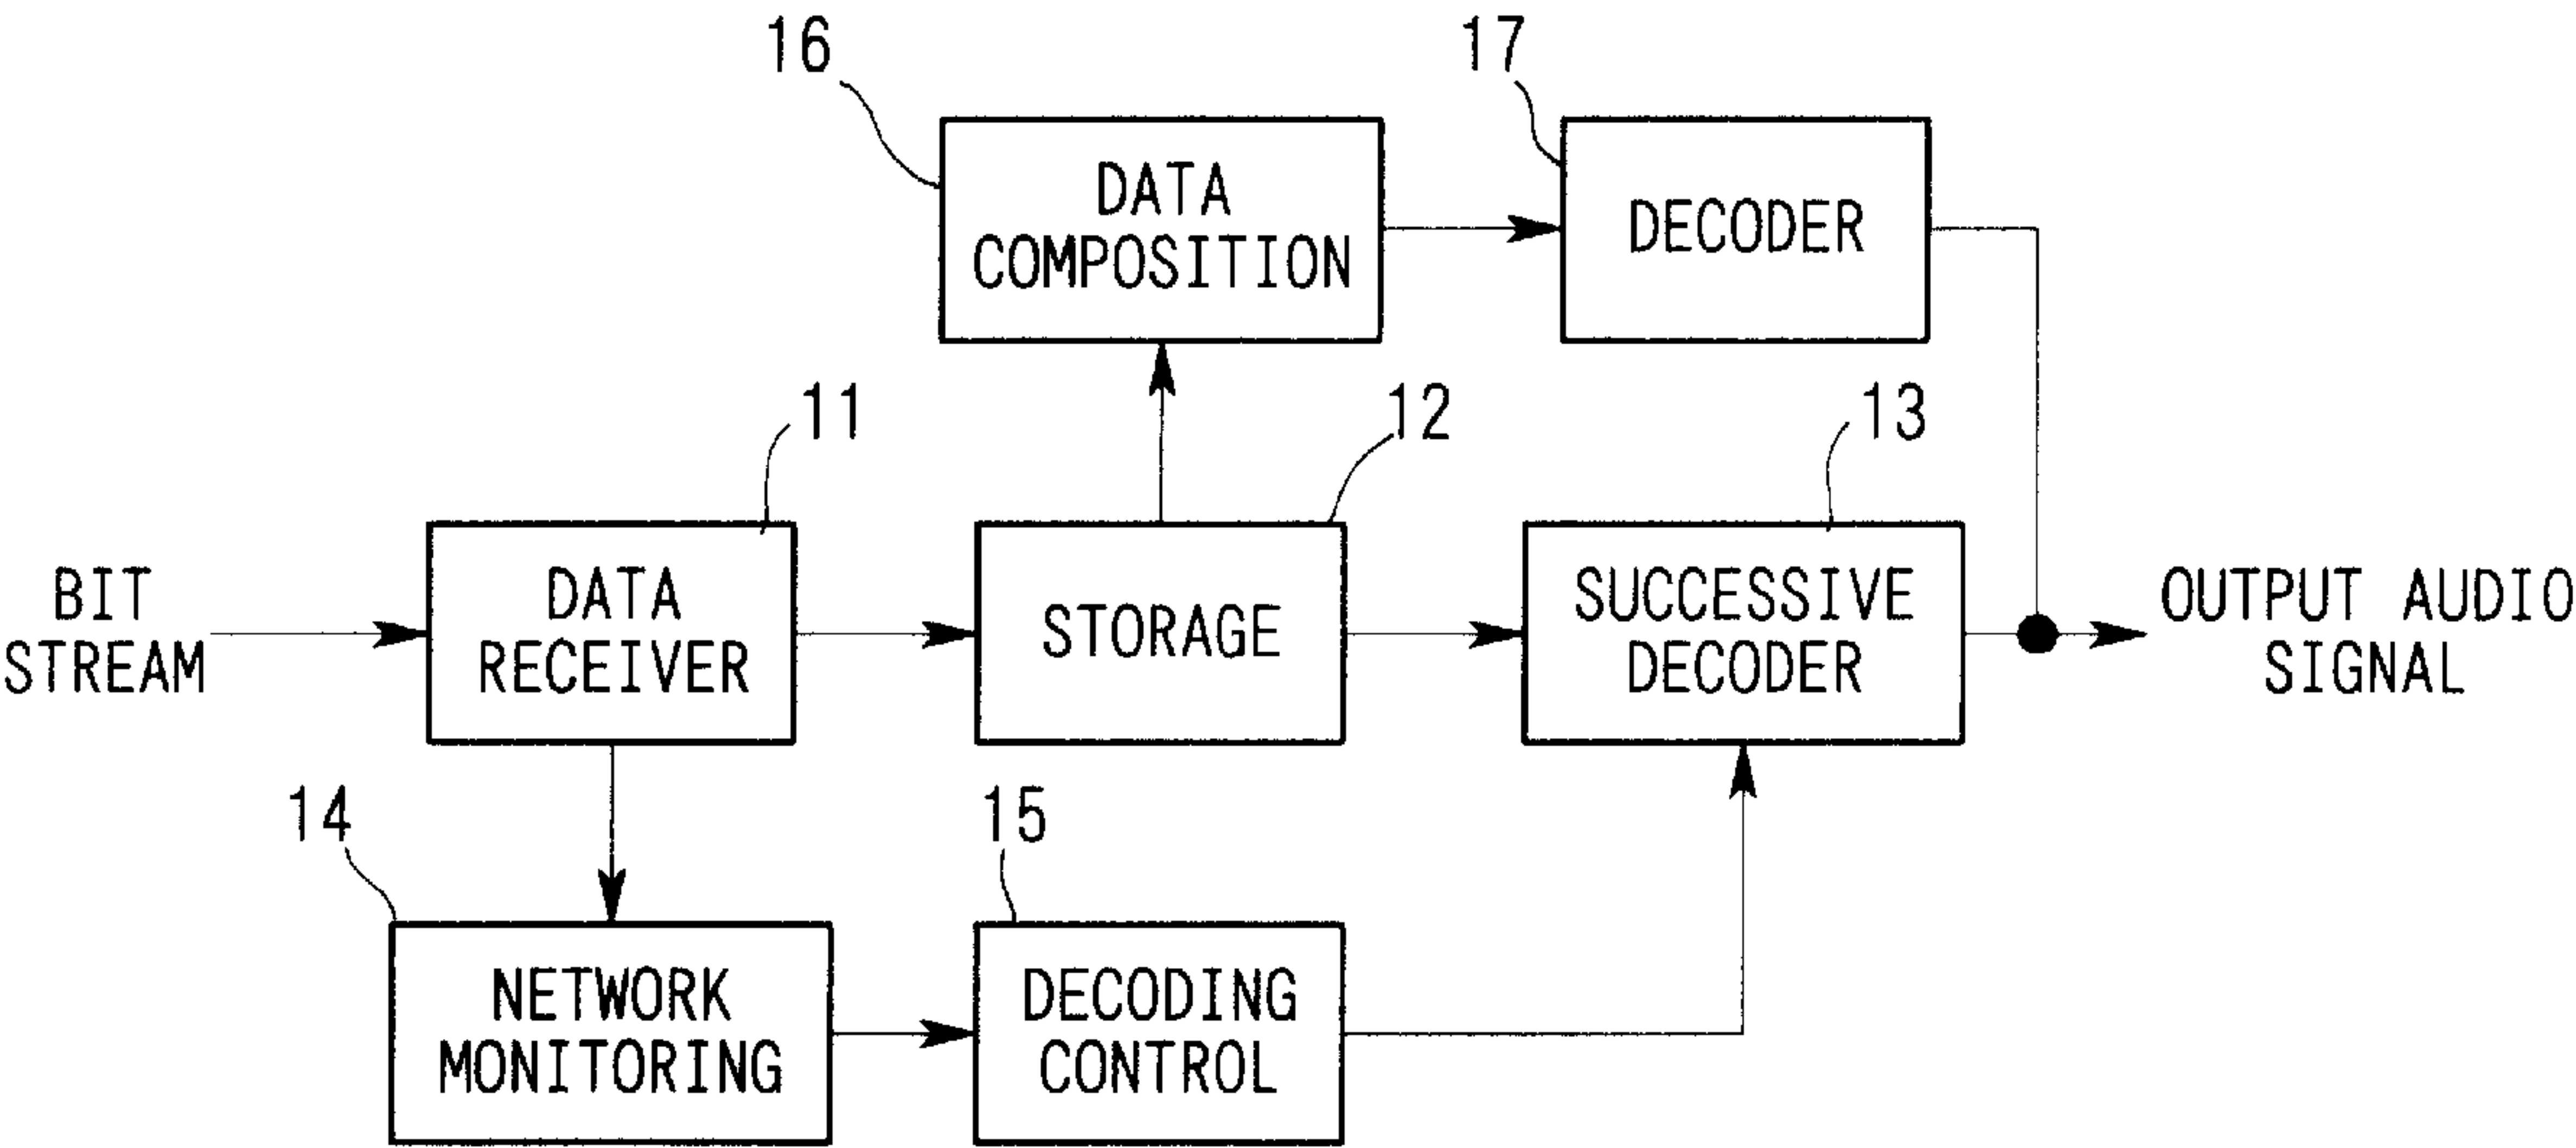 16
17
DATA
COMPOSITION
DECODER
11
12
13
BIT
STREAM
DATA
RECEIVER
STORAGE
SUCCESSIVE
DECODER
OUTPUT AUDIO
SIGNAL
14
15
NETWORK
MONITORING
DECODING
CONTROL